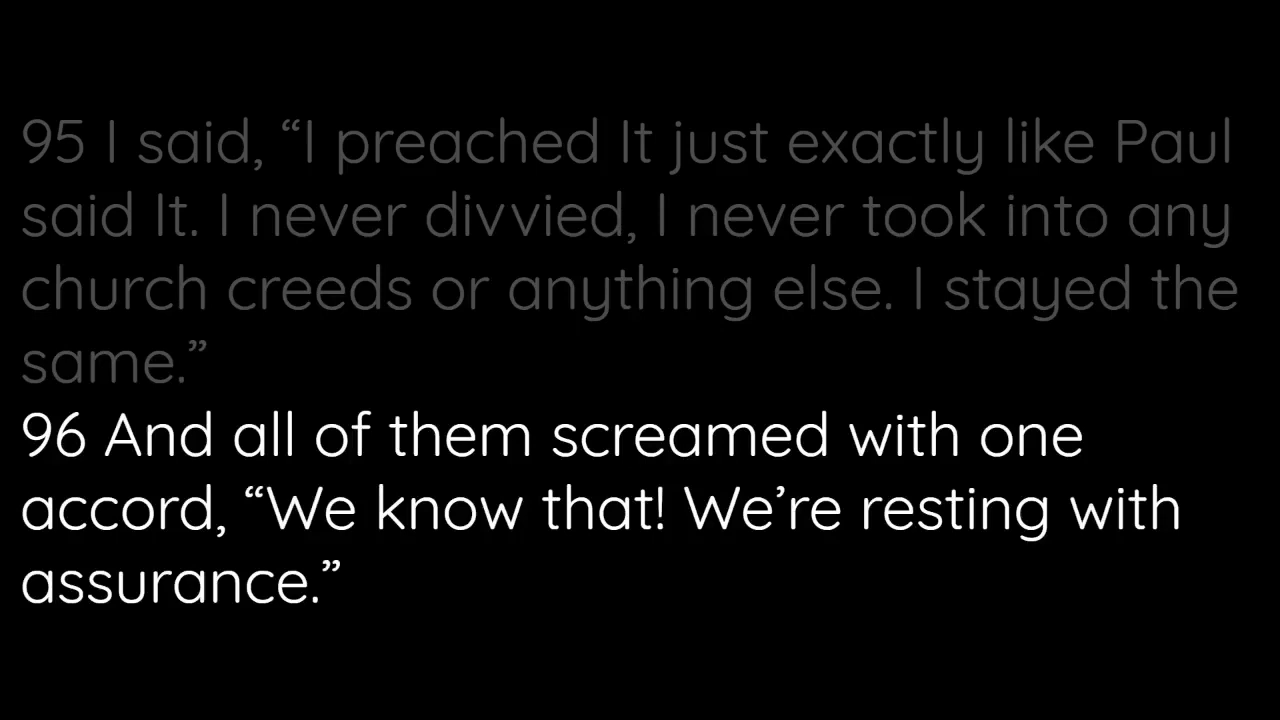 95 I said, “I preached It just exactly like Paul
said It. I never divvied, I never took into any
church creeds or anything else. I stayed the
same.”
96 And all of them screamed with one
accord, “We know that! We’re resting with
assurance.”